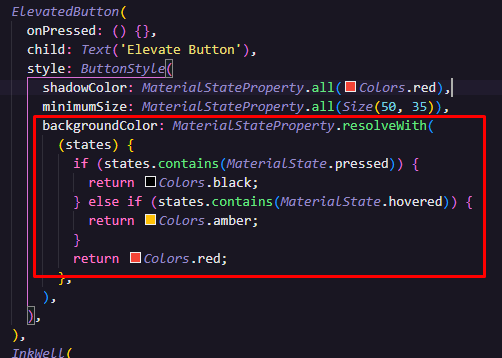 ElevatedButton(
onPressed: () {},
child: Text('Elevate Button'),
style: ButtonStyle(
shadowColor: MaterialStateProperty.all(Colors.red),
minimumSize: MaterialStateProperty.all(Size(50, 35)),
backgroundColor: MaterialStateProperty.resolveWith(
(states) {
if (states.contains(MaterialState.pressed)) {
return Colors.black;
} else if (states.contains(MaterialState.hovered)) {
return Colors.amber;
}
return Colors.red;
},
),
),
),
InkWell(